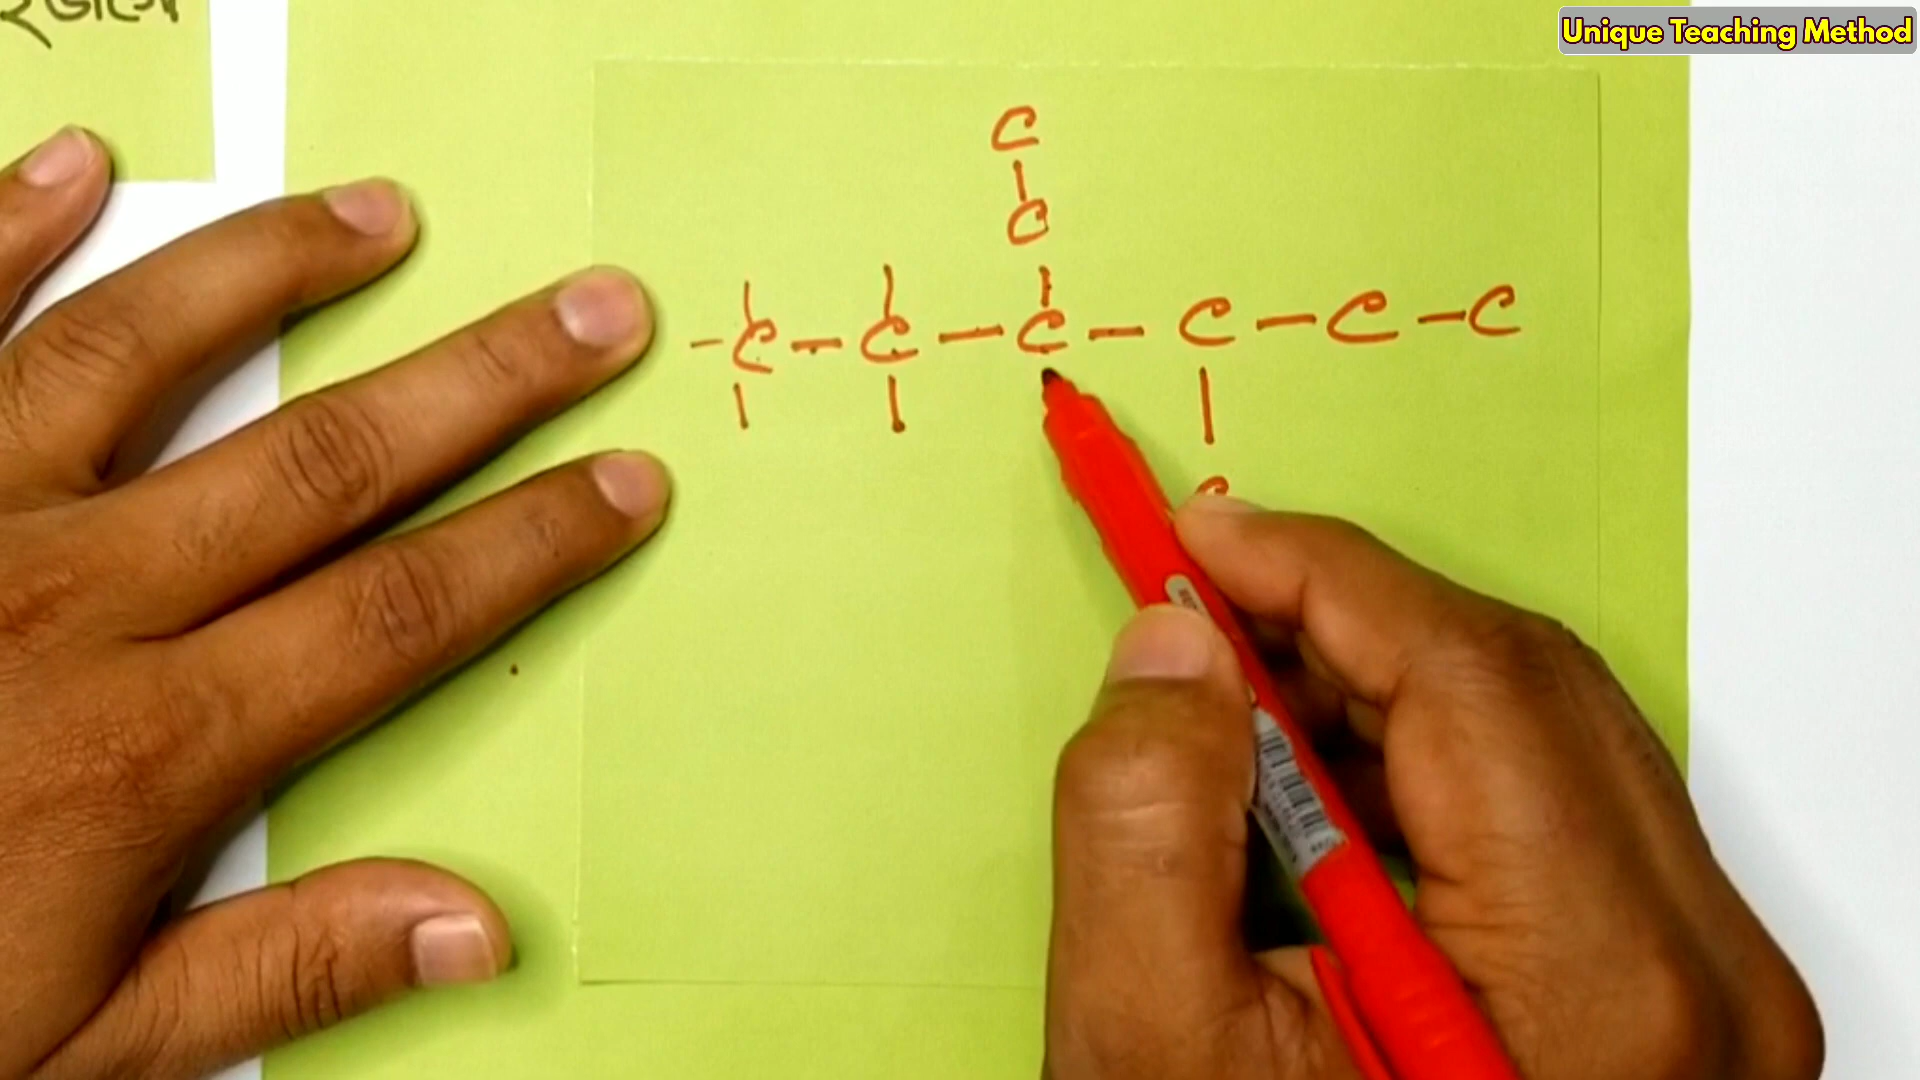 Unique Teaching Method
C
C
C - C - C - C - C - C
C